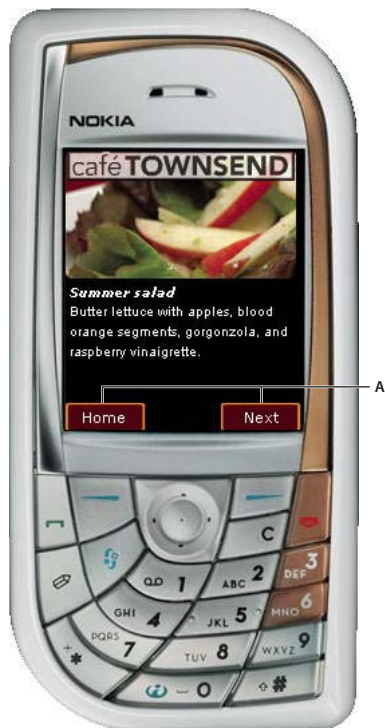 NOKIA
café TOWNSEND
Summer salad
Butter lettuce with apples, blood
orange segments, gorgonzola, and
raspberry vinaigrette.
A
Home Next
C
1 ABC 2 DEF 3
GHI 4 JKL 5 MNO 6
PQRS 7 TUV 8 WXYZ 9
+ * - 0 #